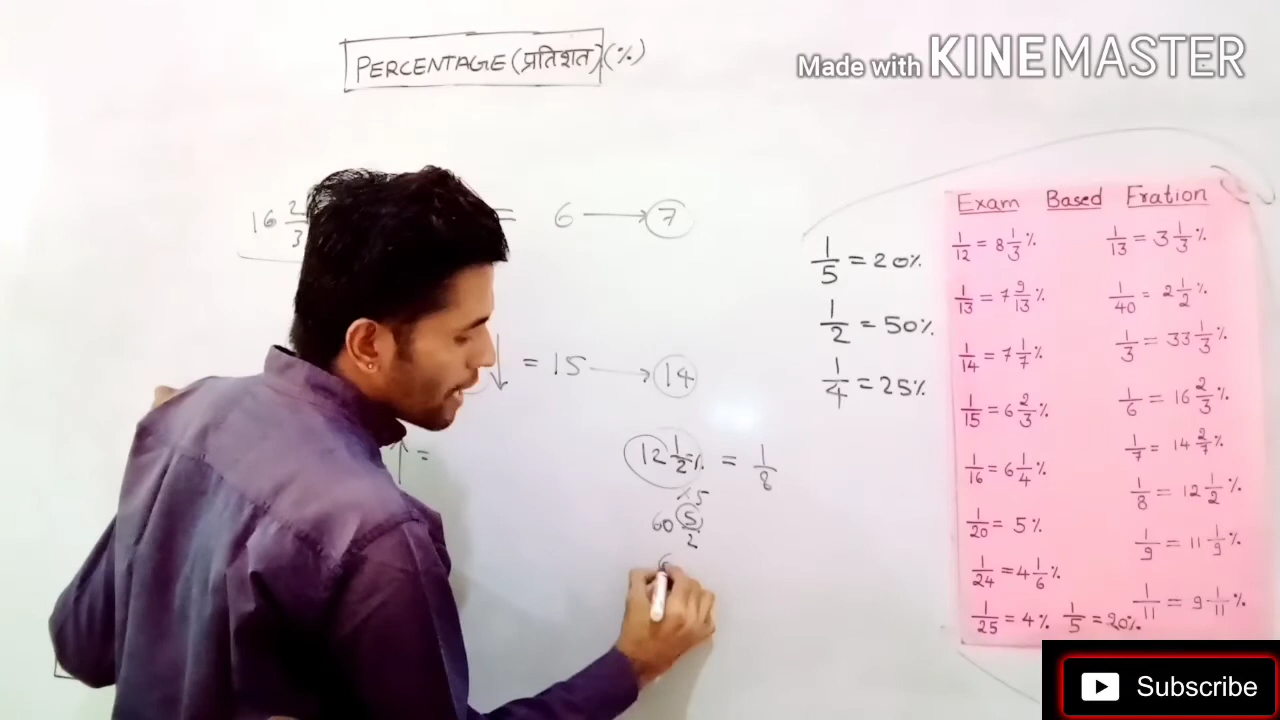 PERCENTAGE (प्रतिशत) (%)
Made with KINEMASTER
16 2/3 = 6 → 7
↓ = 15 → 14
↑ =
12 1/2 % = 1/8
×5
60 5/2
6
1/5 = 20%
1/2 = 50%
1/4 = 25%
Exam Based Fration
1/12 = 8 1/3 %
1/13 = 3 1/3 %
1/13 = 7 9/13 %
1/40 = 2 1/2 %
1/14 = 7 1/7 %
1/3 = 33 1/3 %
1/15 = 6 2/3 %
1/6 = 16 2/3 %
1/16 = 6 1/4 %
1/7 = 14 2/7 %
1/20 = 5%
1/8 = 12 1/2 %
1/24 = 4 1/6 %
1/9 = 11 1/9 %
1/25 = 4%
1/5 = 20%
1/11 = 9 1/11 %
Subscribe